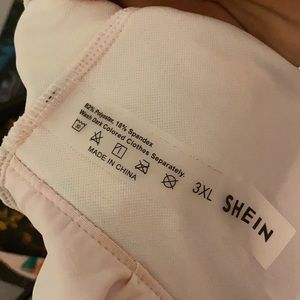 82% Polyester, 18% Spandex
Wash Dark Colored Clothes Separately.
MADE IN CHINA
3XL
SHEIN